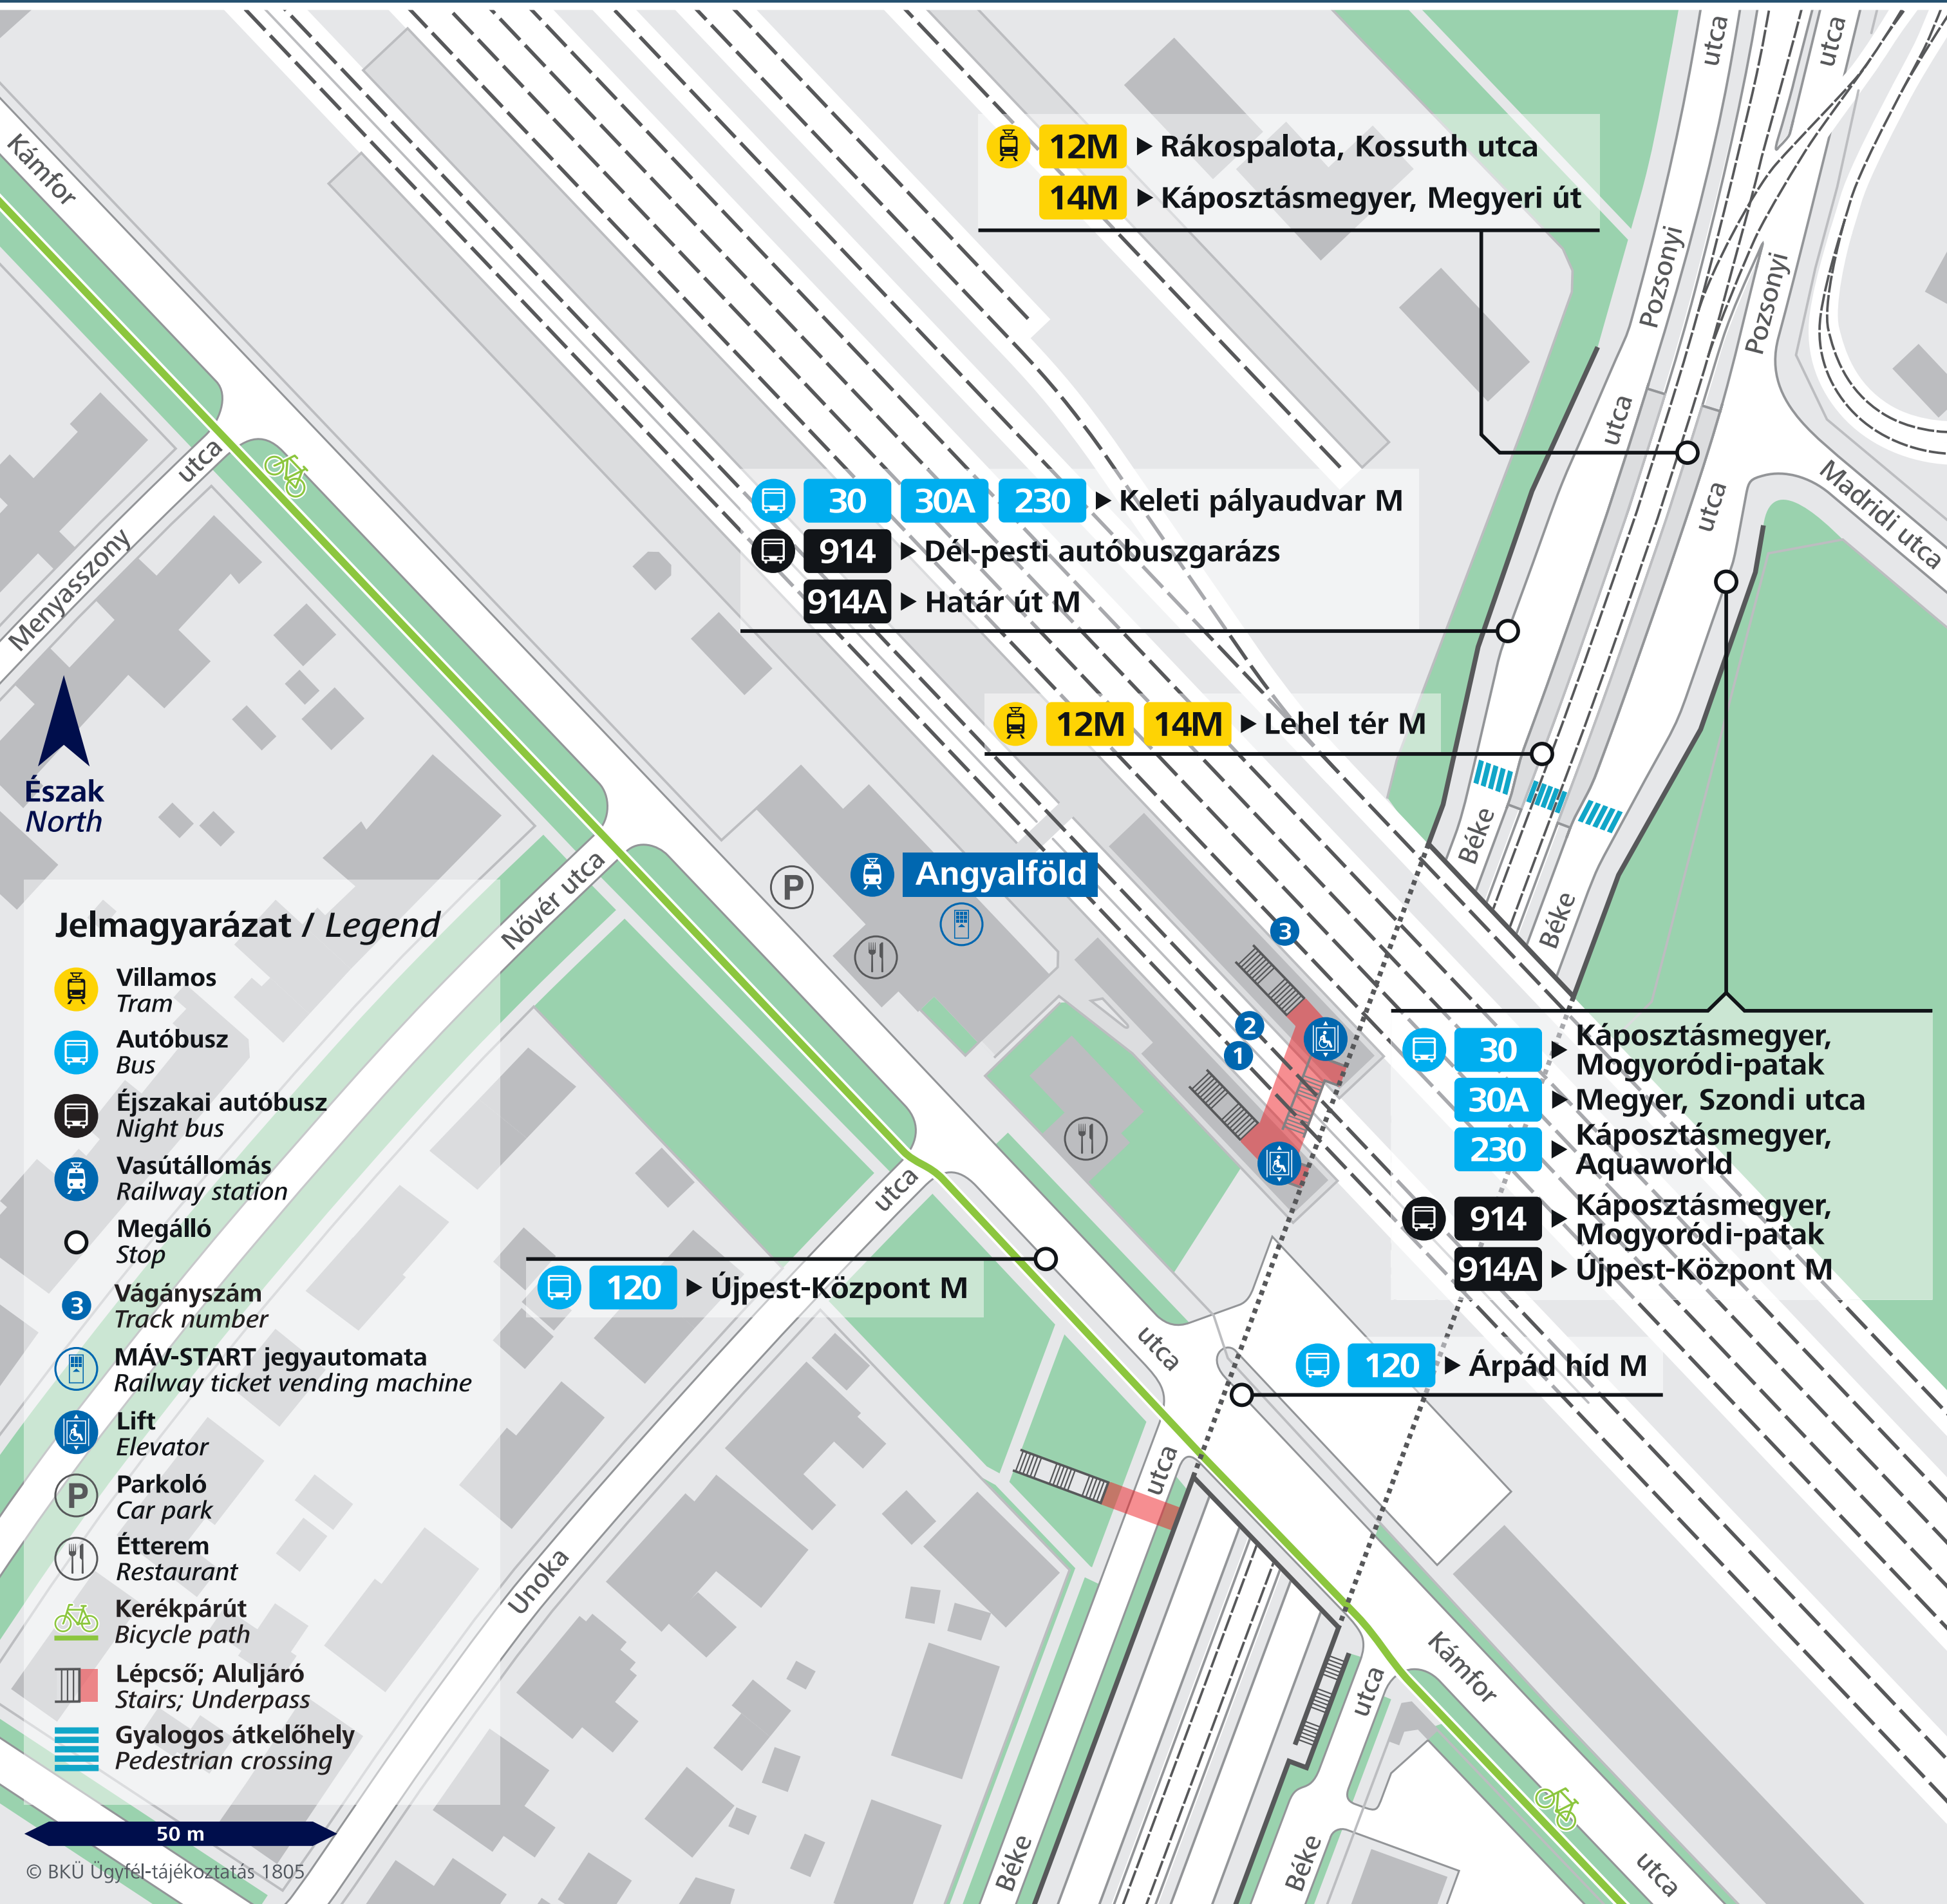 utca
utca
Kámfor
12M Rákospalota, Kossuth utca
14M Káposztásmegyer, Megyeri út
Pozsonyi
Pozsonyi
utca
utca
utca
Madridi utca
Menyasszony
30 30A 230 Keleti pályaudvar M
914 Dél-pesti autóbuszgarázs
914A Határ út M
12M 14M Lehel tér M
Észak
North
Béke
Béke
P
Angyalföld
Nővér utca
3
2
1
30 Káposztásmegyer,
Mogyoródi-patak
30A Megyer, Szondi utca
230 Káposztásmegyer,
Aquaworld
914 Káposztásmegyer,
Mogyoródi-patak
914A Újpest-Központ M
utca
120 Újpest-Központ M
utca
120 Árpád híd M
utca
Unoka
Kámfor
utca
Béke
Béke
utca
Jelmagyarázat / Legend
Villamos
Tram
Autóbusz
Bus
Éjszakai autóbusz
Night bus
Vasútállomás
Railway station
Megálló
Stop
3 Vágányszám
Track number
MÁV-START jegyautomata
Railway ticket vending machine
Lift
Elevator
P Parkoló
Car park
Étterem
Restaurant
Kerékpárút
Bicycle path
Lépcső; Aluljáró
Stairs; Underpass
Gyalogos átkelőhely
Pedestrian crossing
50 m
© BKÜ Ügyfél-tájékoztatás 1805